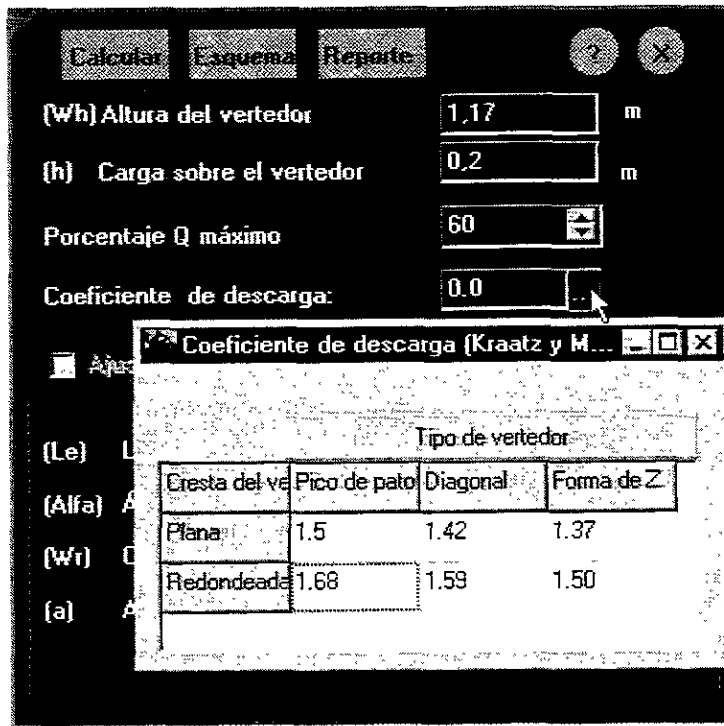 Calcular Esquema Reporte ? X
(Wh) Altura del vertedor 1,17 m
(h) Carga sobre el vertedor 0,2 m
Porcentaje Q máximo 60
Coeficiente de descarga: 0.0 ...
Coeficiente de descarga (Kraatz y M...
Tipo de vertedor
Cresta del ve Pico de pato Diagonal Forma de Z
Plana 1.5 1.42 1.37
Redondeada 1.68 1.59 1.50
(Le) L
(Alfa) A
(Wr)
(a) A